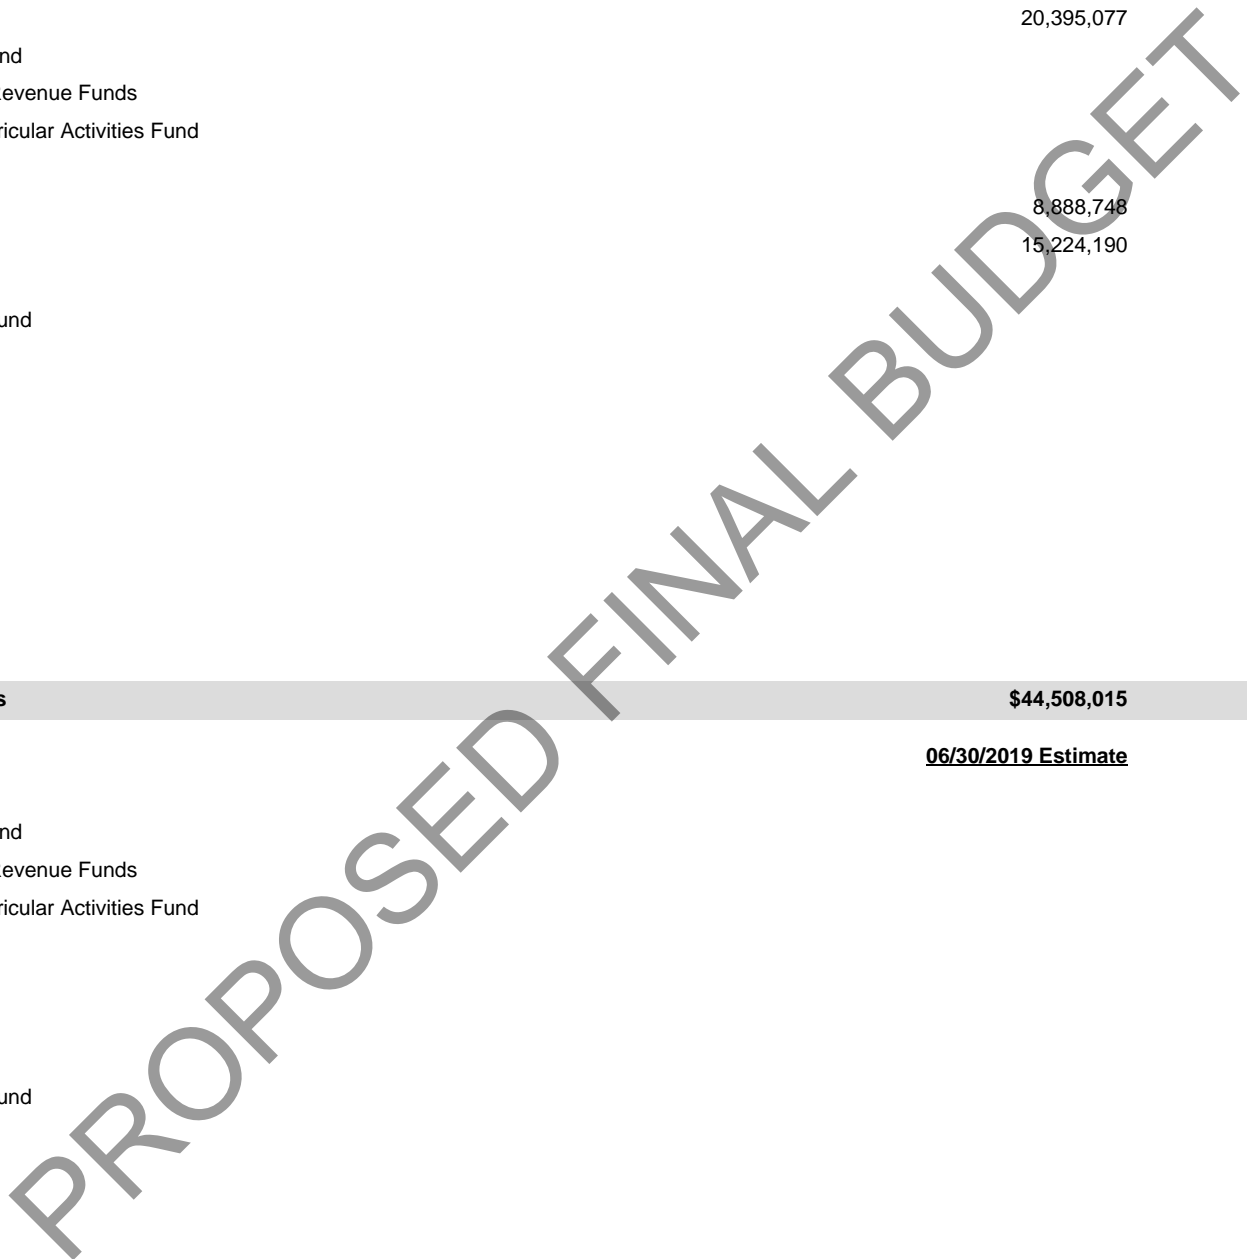 20,395,077
nd
evenue Funds
ricular Activities Fund
8,888,748
15,224,190
und
s $44,508,015
06/30/2019 Estimate
nd
evenue Funds
ricular Activities Fund
und
PROPOSED FINAL BUDGET